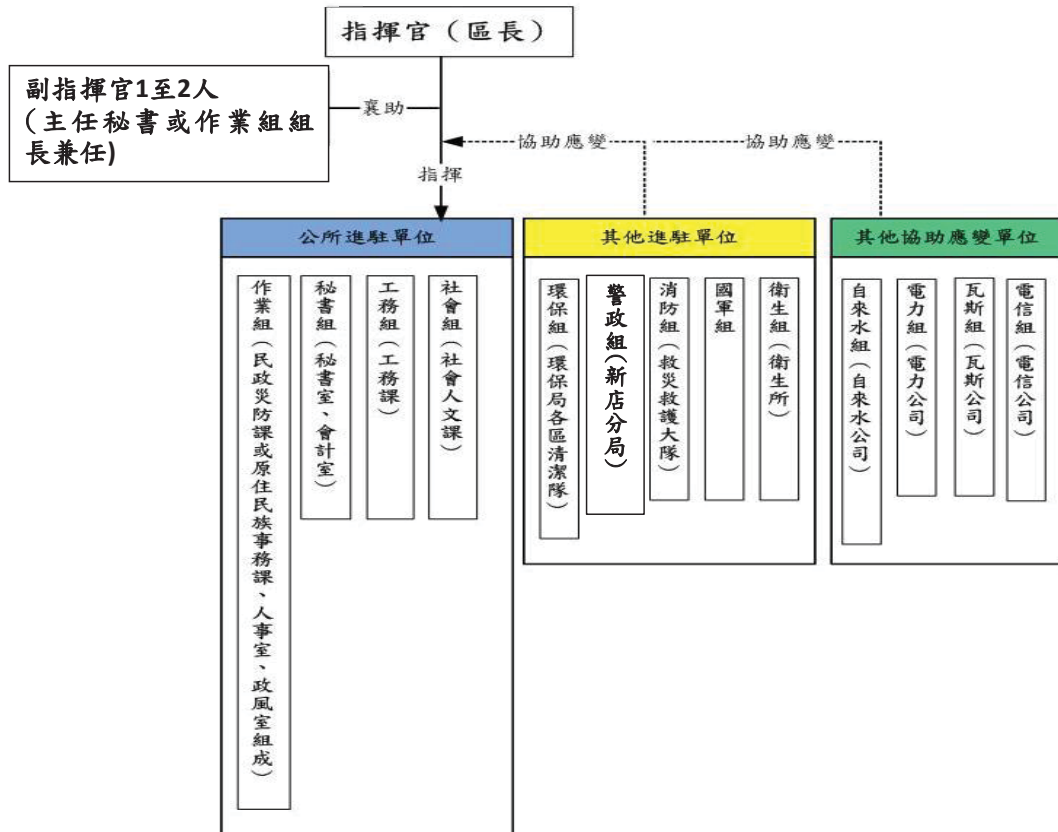 指揮官（區長）
副指揮官1至2人
(主任秘書或作業組組
長兼任)
襄助
協助應變
協助應變
指揮
公所進駐單位
作業組（民政災防課或原住民族事務課、人事室、政風室組成）
秘書組（秘書室、會計室）
工務組（工務課）
社會組（社會人文課）
其他進駐單位
環保組（環保局各區清潔隊）
警政組(新店分局)
消防組（救災救護大隊）
國軍組
衛生組（衛生所）
其他協助應變單位
自來水組（自來水公司）
電力組（電力公司）
瓦斯組（瓦斯公司）
電信組（電信公司）